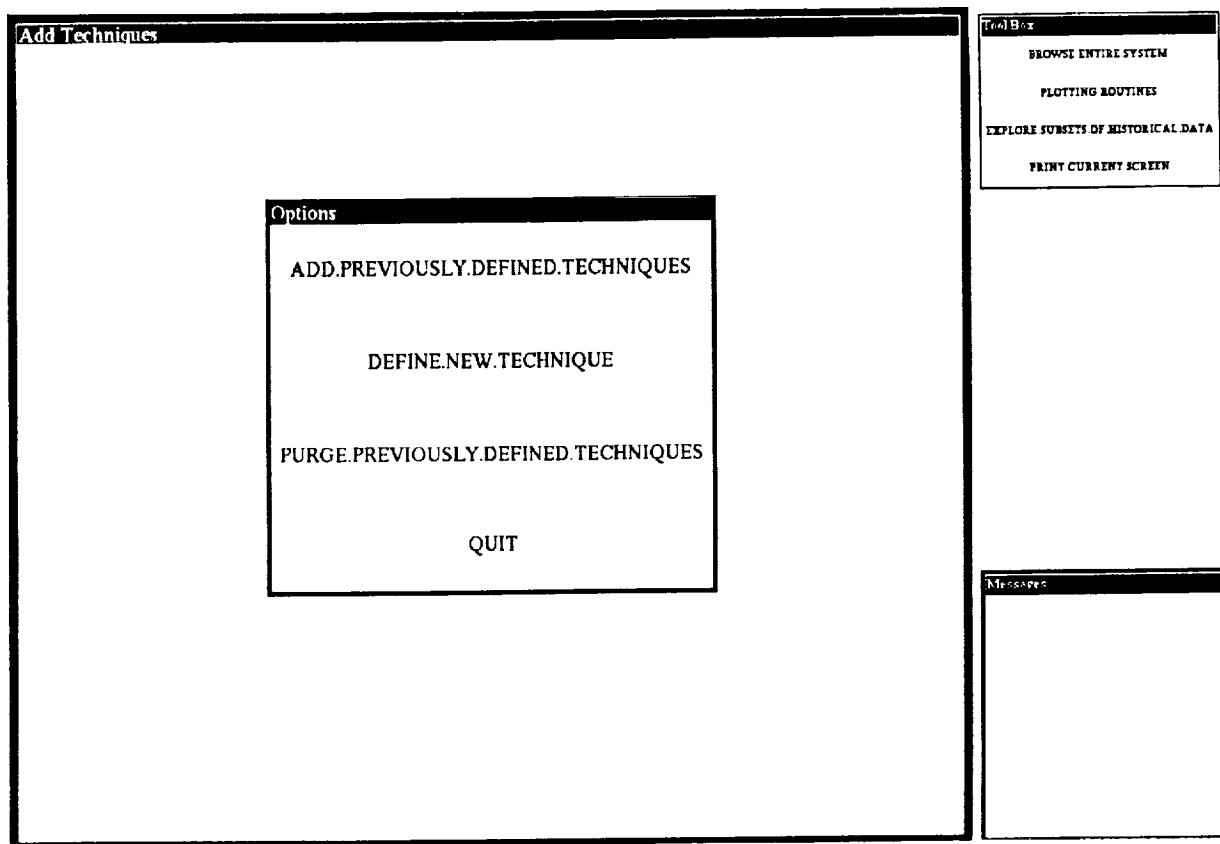 Add Techniques
Options
ADD.PREVIOUSLY.DEFINED.TECHNIQUES
DEFINE.NEW.TECHNIQUE
PURGE.PREVIOUSLY.DEFINED.TECHNIQUES
QUIT
Tool Box
BROWSE ENTIRE SYSTEM
PLOTTING ROUTINES
EXPLORE.SUBSETS.OF.HISTORICAL.DATA
PRINT CURRENT SCREEN
Messages